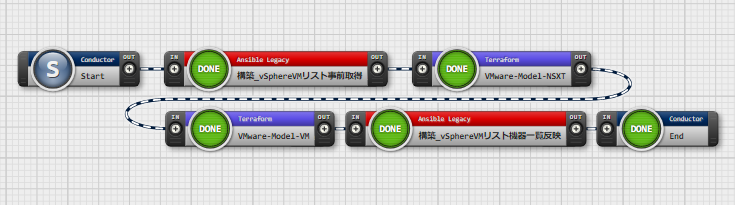 Conductor OUT
S Start
IN Ansible Legacy OUT
DONE 構築_vSphereVMリスト事前取得
IN Terraform OUT
DONE VMware-Model-NSXT
IN Terraform OUT
DONE VMware-Model-VM
IN Ansible Legacy OUT
DONE 構築_vSphereVMリスト機器一覧反映
IN Conductor
DONE End